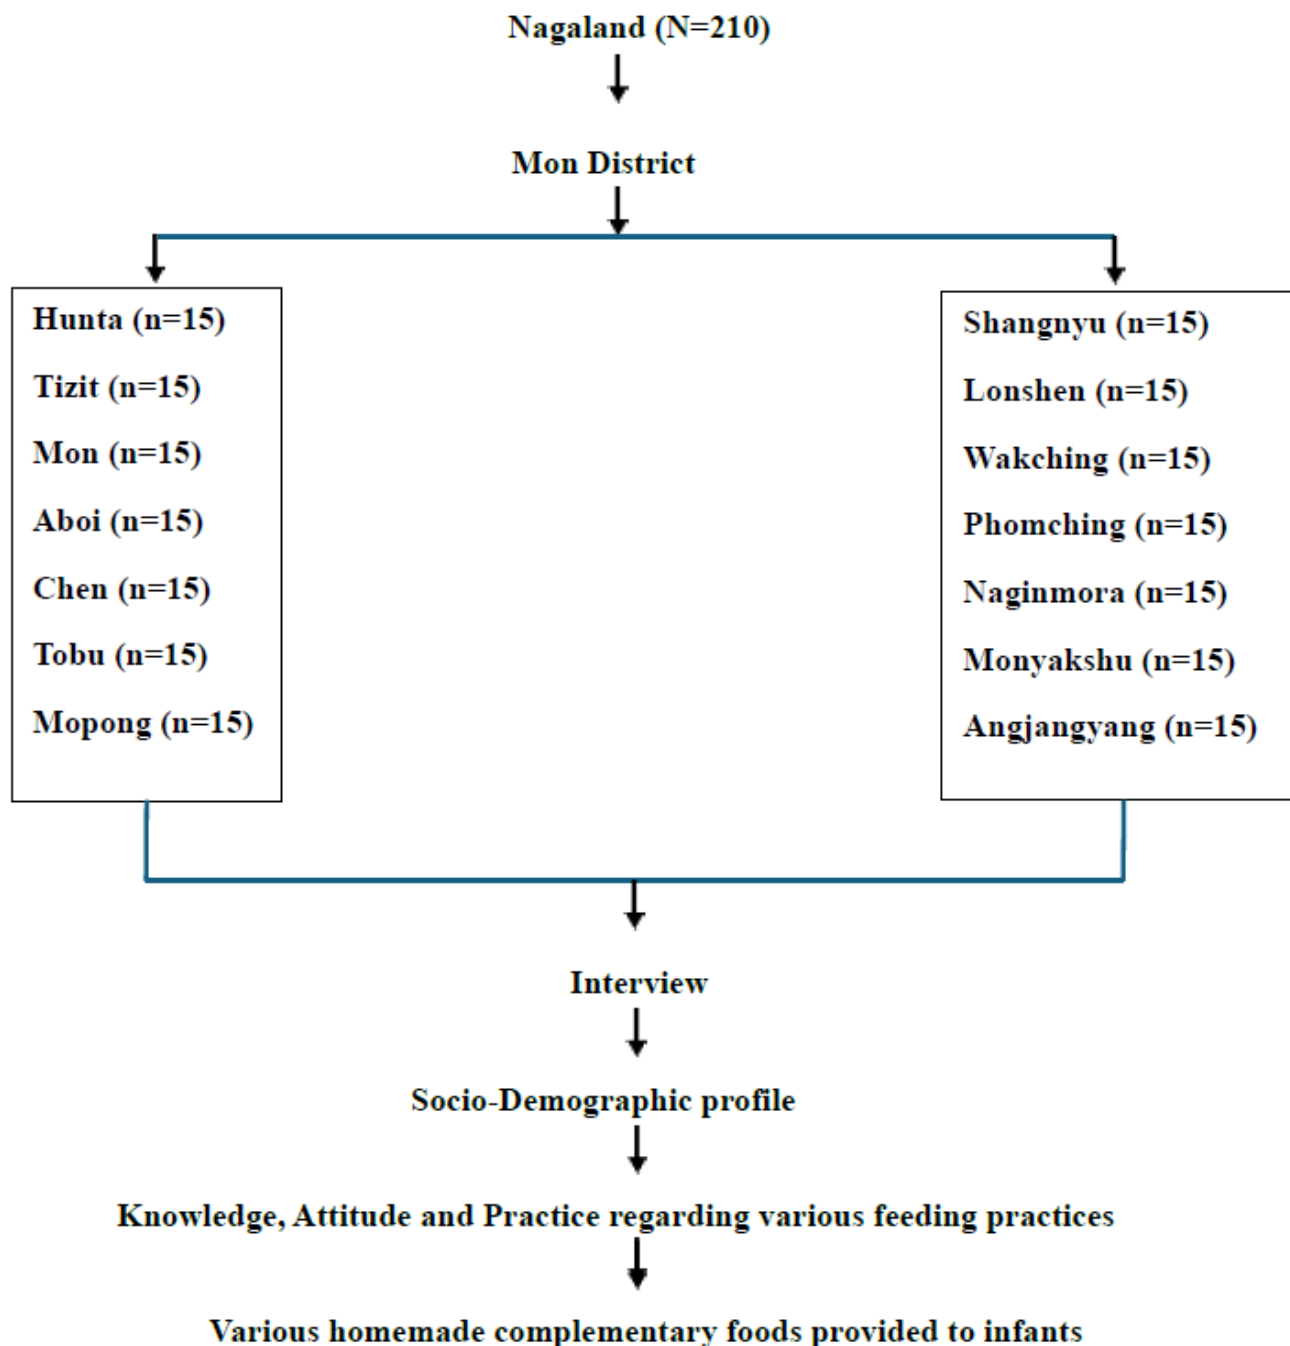 Nagaland (N=210)
Mon District
Hunta (n=15)
Tizit (n=15)
Mon (n=15)
Aboi (n=15)
Chen (n=15)
Tobu (n=15)
Mopong (n=15)
Shangnyu (n=15)
Lonshen (n=15)
Wakching (n=15)
Phomching (n=15)
Naginmora (n=15)
Monyakshu (n=15)
Angjangyang (n=15)
Interview
Socio-Demographic profile
Knowledge, Attitude and Practice regarding various feeding practices
Various homemade complementary foods provided to infants